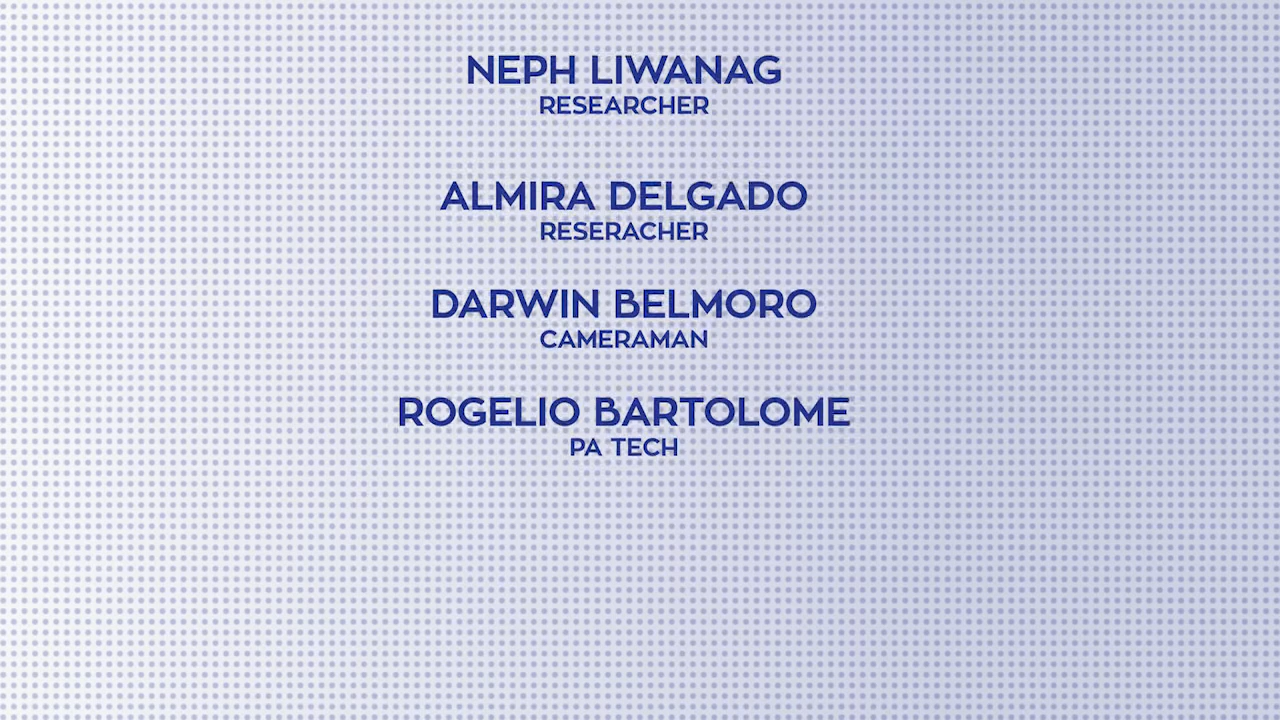 NEPH LIWANAG
RESEARCHER
ALMIRA DELGADO
RESERACHER
DARWIN BELMORO
CAMERAMAN
ROGELIO BARTOLOME
PA TECH